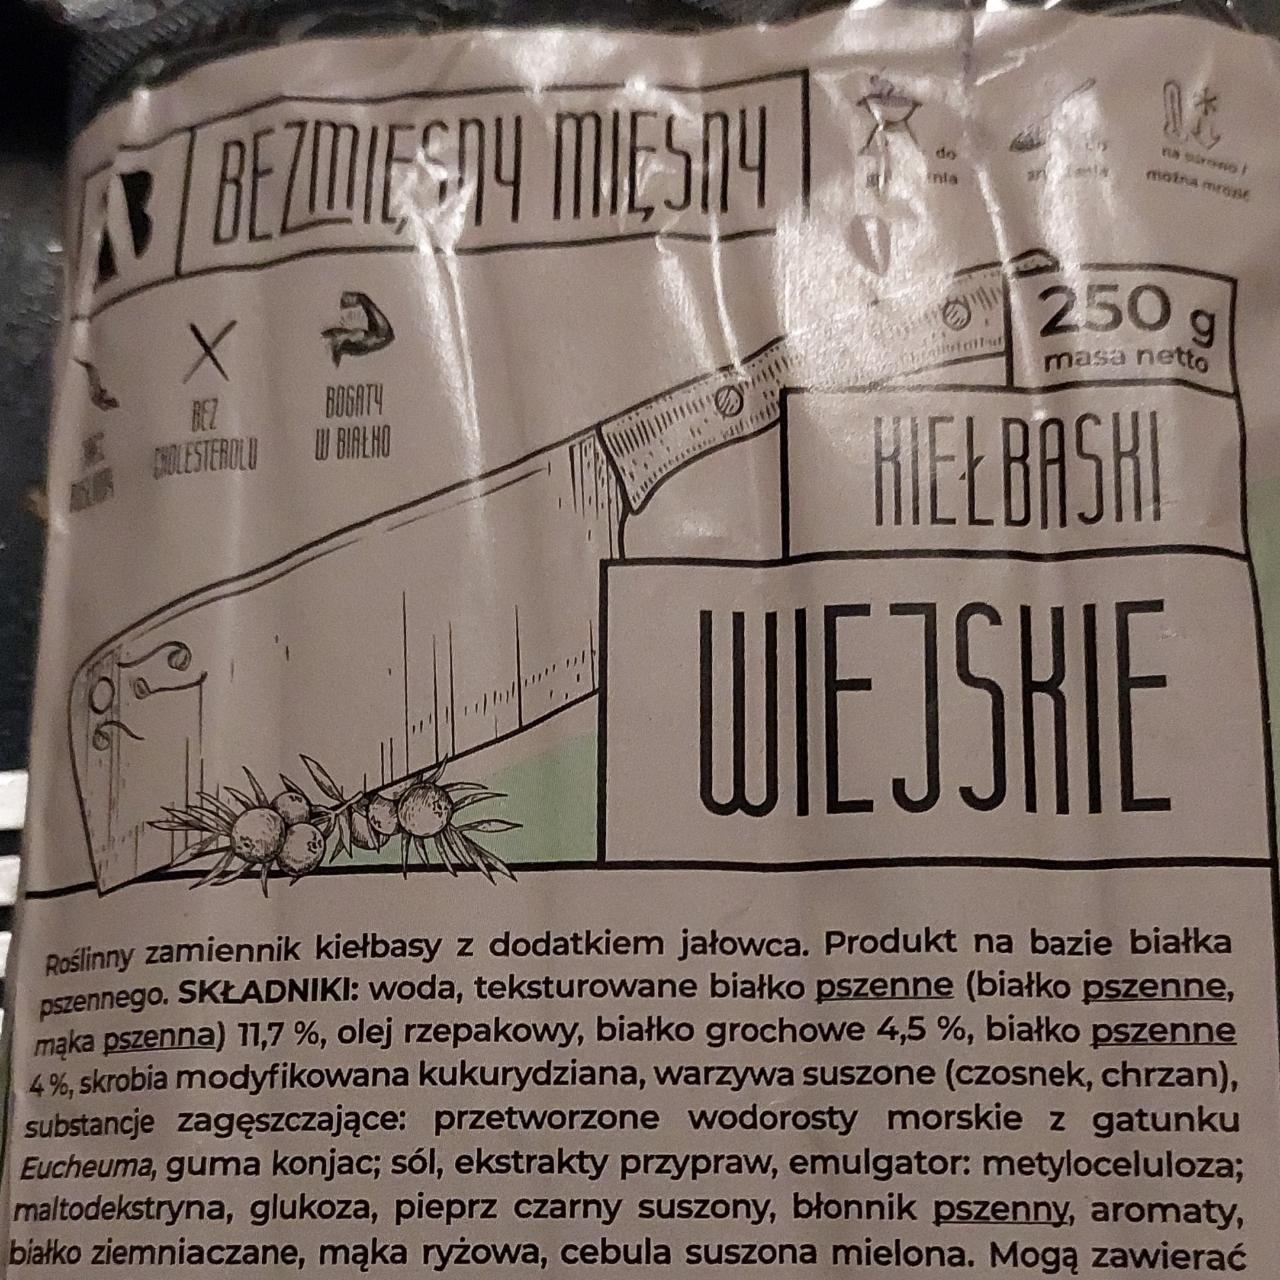 BEZMIĘSNY MIĘSNY
do
na surowo /
można mrozić
250 g
masa netto
BEZ
CHOLESTEROLU
BOGATY
W BIAŁKO
KIEŁBASKI
WIEJSKIE
Roślinny zamiennik kiełbasy z dodatkiem jałowca. Produkt na bazie białka
pszennego. SKŁADNIKI: woda, teksturowane białko pszenne (białko pszenne,
mąka pszenna) 11,7 %, olej rzepakowy, białko grochowe 4,5 %, białko pszenne
4 %, skrobia modyfikowana kukurydziana, warzywa suszone (czosnek, chrzan),
substancje zagęszczające: przetworzone wodorosty morskie z gatunku
Eucheuma, guma konjac; sól, ekstrakty przypraw, emulgator: metyloceluloza;
maltodekstryna, glukoza, pieprz czarny suszony, błonnik pszenny, aromaty,
białko ziemniaczane, mąka ryżowa, cebula suszona mielona. Mogą zawierać